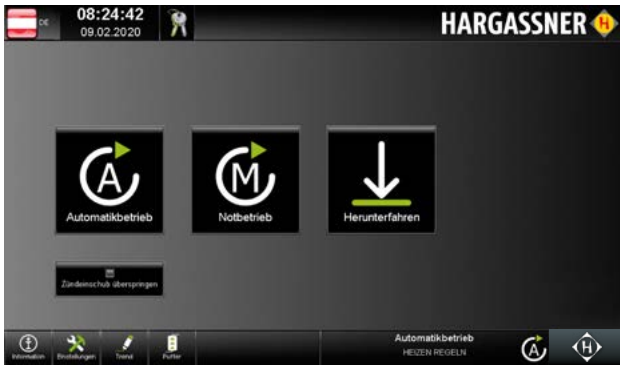 DE
08:24:42
09.02.2020
HARGASSNER H
A
M
Automatikbetrieb
Notbetrieb
Herunterfahren
Zündeinschub überspringen
Information
Einstellungen
Trend
Puffer
Automatikbetrieb
HEIZEN REGELN
A
H